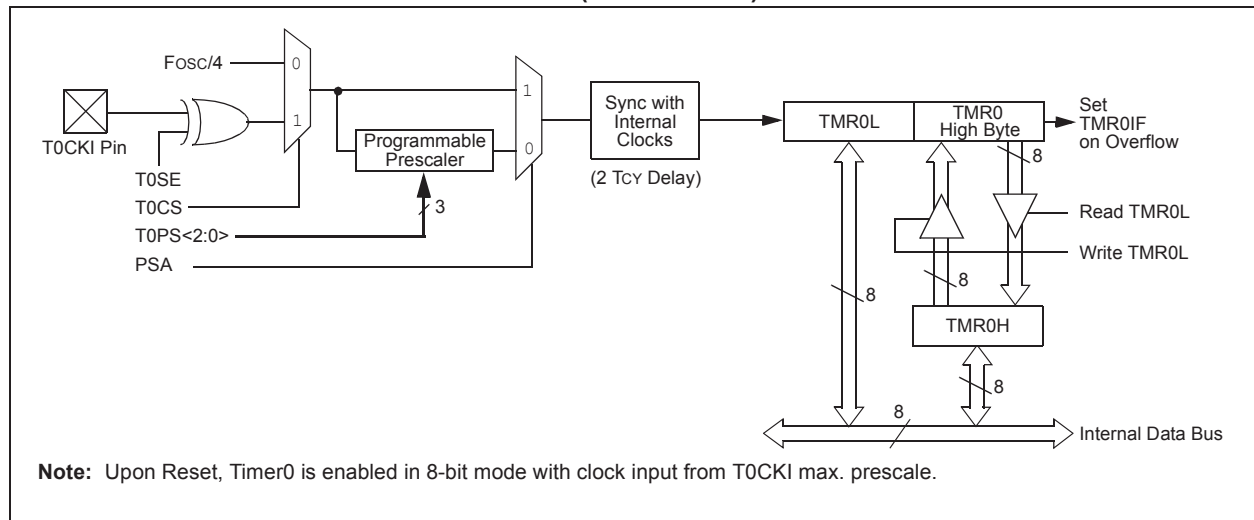 FOSC/4
0
1
T0CKI Pin
T0SE
T0CS
T0PS<2:0>
PSA
Programmable
Prescaler
3
1
0
Sync with
Internal
Clocks
(2 TCY Delay)
TMR0L
TMR0
High Byte
Set
TMR0IF
on Overflow
8
Read TMR0L
Write TMR0L
8
8
TMR0H
8
8
Internal Data Bus
Note: Upon Reset, Timer0 is enabled in 8-bit mode with clock input from T0CKI max. prescale.